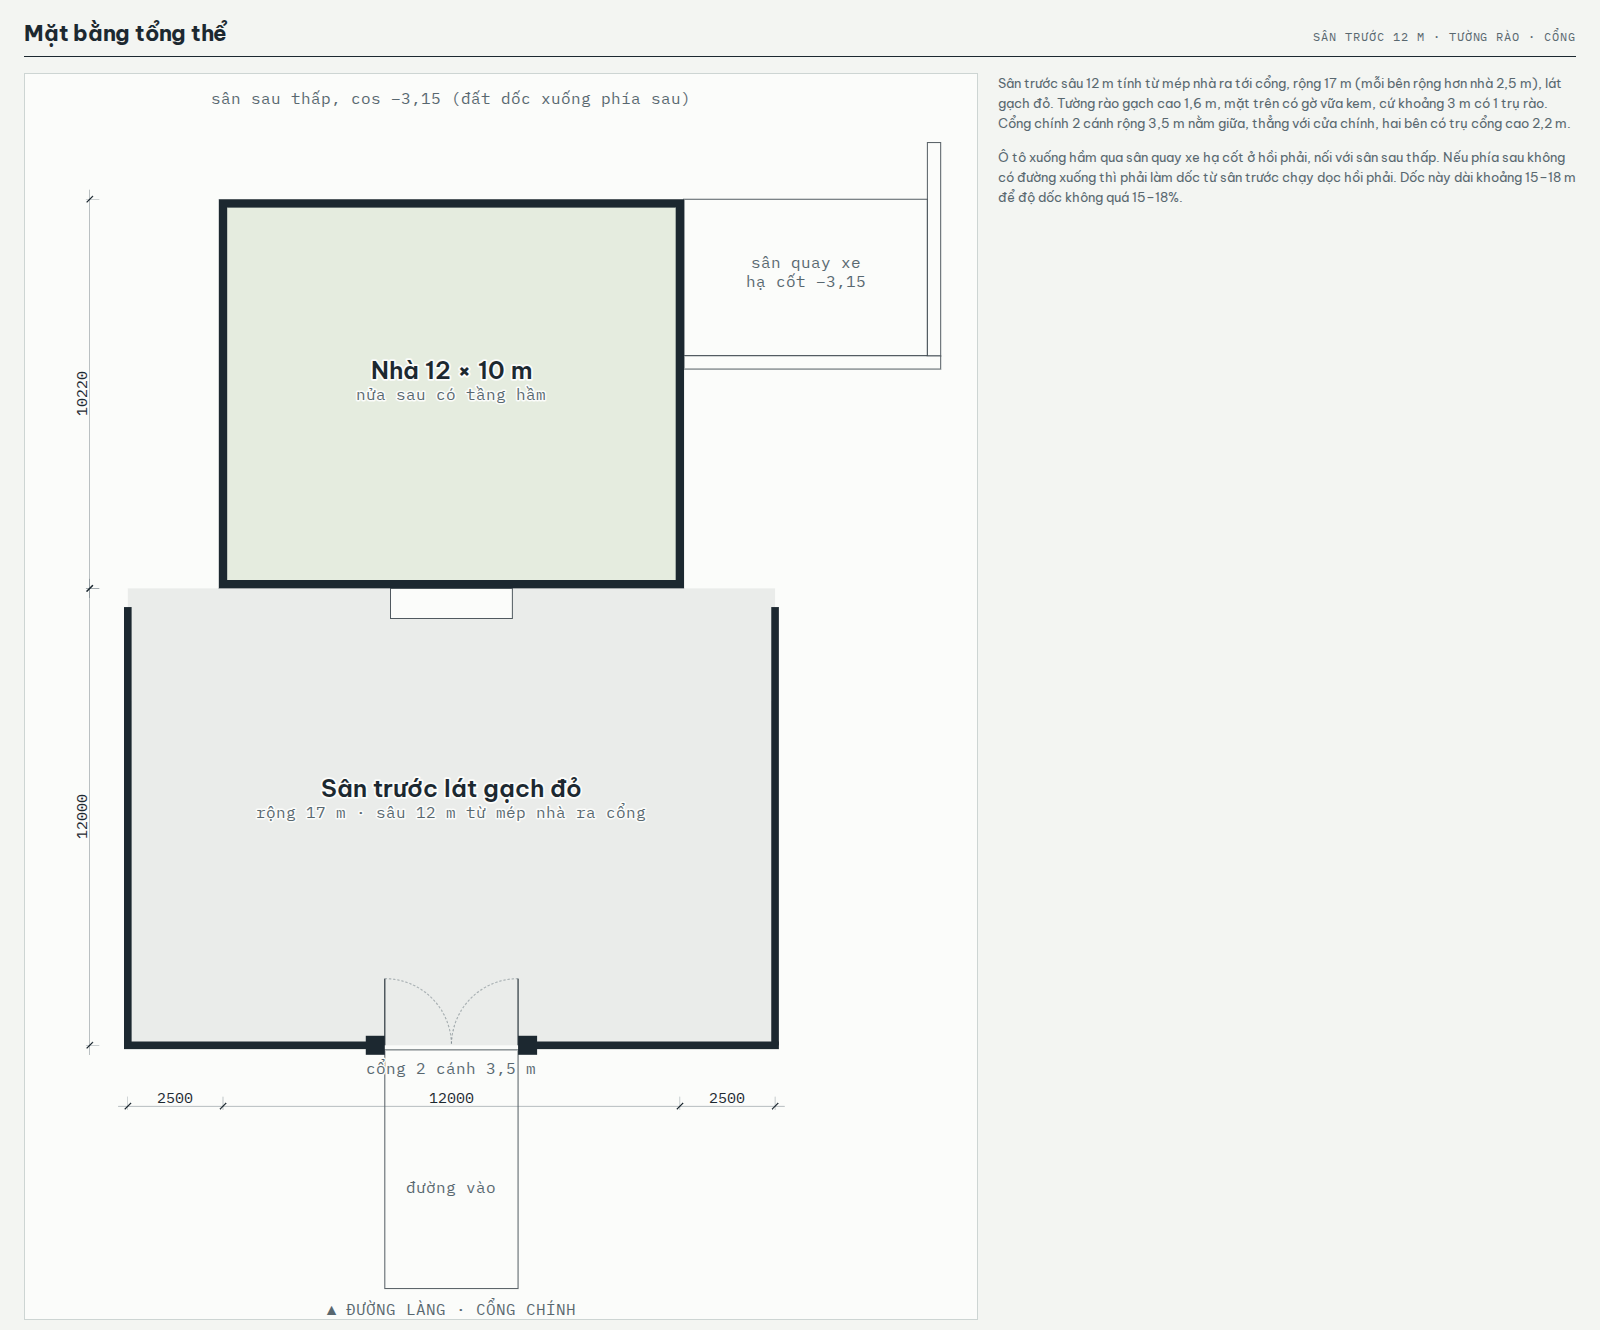 Mặt bằng tổng thể
SÂN TRƯỚC 12 M · TƯỜNG RÀO · CỔNG
sân sau thấp, cos −3,15 (đất dốc xuống phía sau)
sân quay xe
hạ cốt −3,15
Nhà 12 × 10 m
nửa sau có tầng hầm
10220
Sân trước lát gạch đỏ
rộng 17 m · sâu 12 m từ mép nhà ra cổng
12000
cổng 2 cánh 3,5 m
2500
12000
2500
đường vào
▲ ĐƯỜNG LÀNG · CỔNG CHÍNH
Sân trước sâu 12 m tính từ mép nhà ra tới cổng, rộng 17 m (mỗi bên rộng hơn nhà 2,5 m), lát
gạch đỏ. Tường rào gạch cao 1,6 m, mặt trên có gờ vữa kem, cứ khoảng 3 m có 1 trụ rào.
Cổng chính 2 cánh rộng 3,5 m nằm giữa, thẳng với cửa chính, hai bên có trụ cổng cao 2,2 m.
Ô tô xuống hầm qua sân quay xe hạ cốt ở hồi phải, nối với sân sau thấp. Nếu phía sau không
có đường xuống thì phải làm dốc từ sân trước chạy dọc hồi phải. Dốc này dài khoảng 15–18 m
để độ dốc không quá 15–18%.